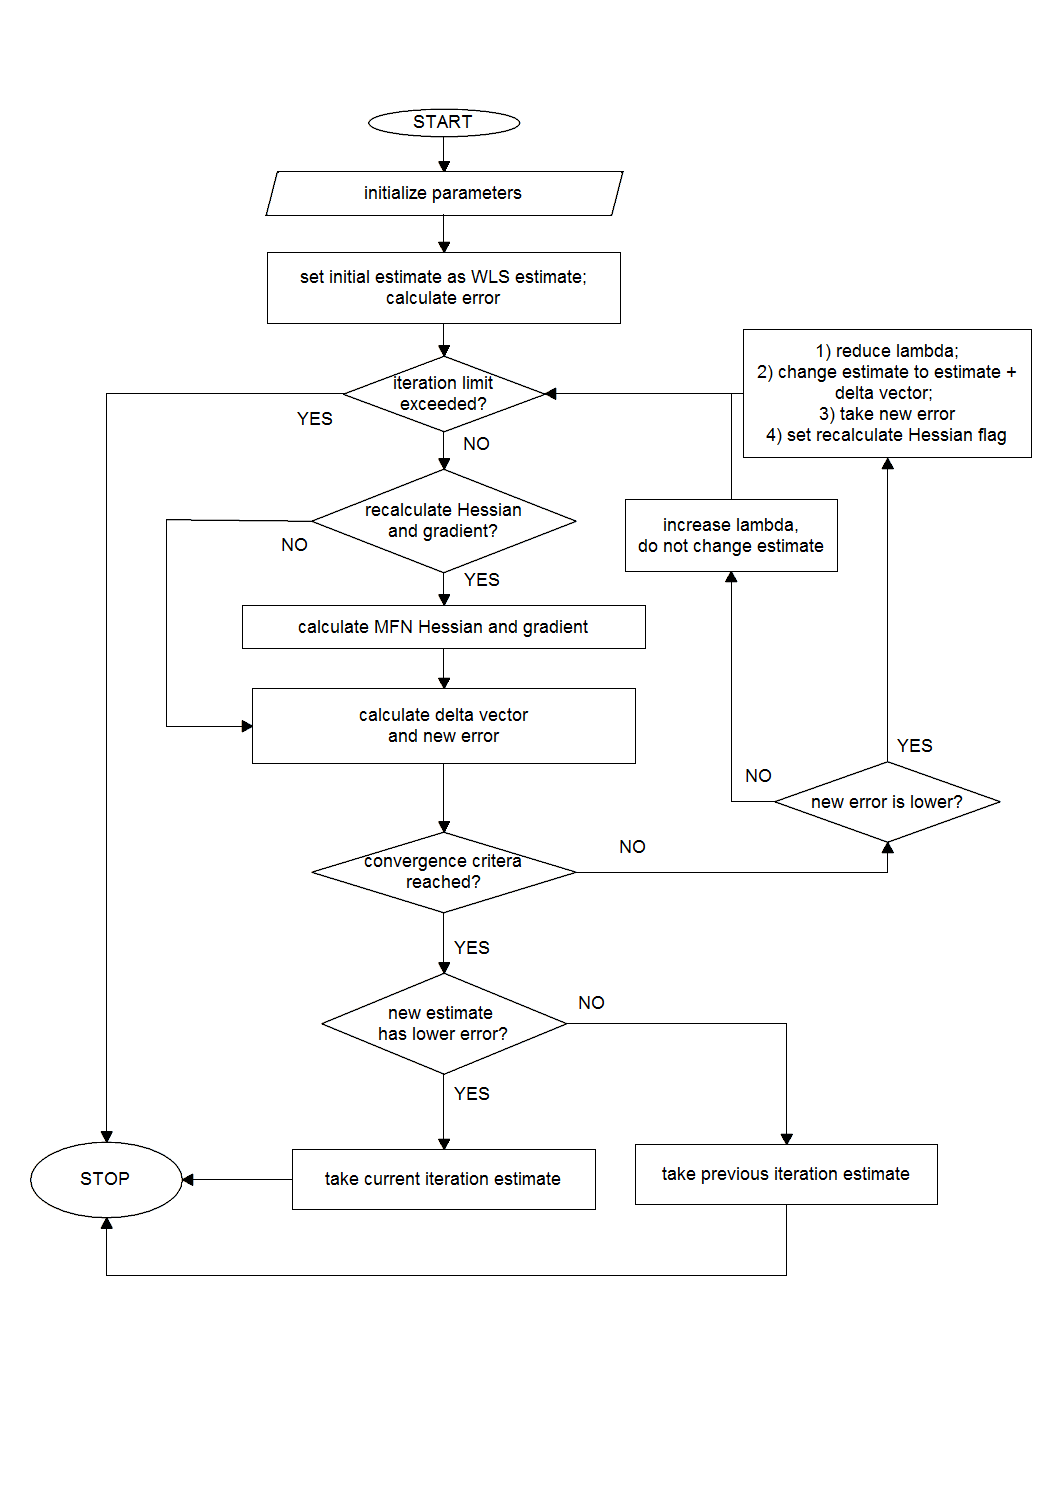 START
initialize parameters
set initial estimate as WLS estimate;
calculate error
iteration limit
exceeded?
YES
NO
1) reduce lambda;
2) change estimate to estimate +
delta vector;
3) take new error
4) set recalculate Hessian flag
recalculate Hessian
and gradient?
NO
YES
increase lambda,
do not change estimate
calculate MFN Hessian and gradient
calculate delta vector
and new error
YES
NO
new error is lower?
convergence critera
reached?
NO
YES
new estimate
has lower error?
NO
YES
STOP
take current iteration estimate
take previous iteration estimate